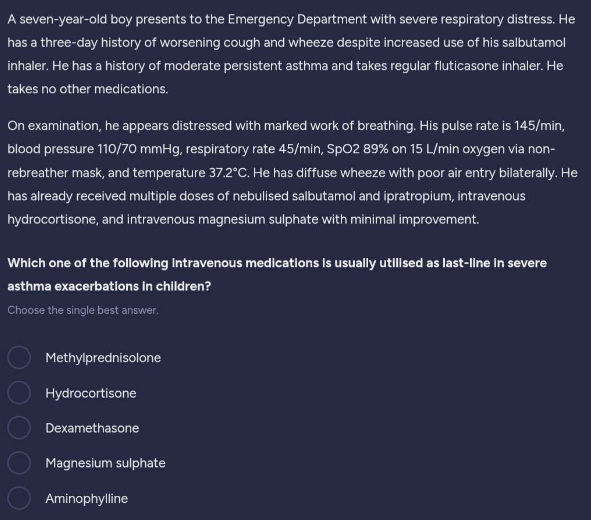 A seven-year-old boy presents to the Emergency Department with severe respiratory distress. He
has a three-day history of worsening cough and wheeze despite increased use of his salbutamol
inhaler. He has a history of moderate persistent asthma and takes regular fluticasone inhaler. He
takes no other medications.
On examination, he appears distressed with marked work of breathing. His pulse rate is 145/min,
blood pressure 110/70 mmHg, respiratory rate 45/min, SpO2 89% on 15 L/min oxygen via non-
rebreather mask, and temperature 37.2°C. He has diffuse wheeze with poor air entry bilaterally. He
has already received multiple doses of nebulised salbutamol and ipratropium, intravenous
hydrocortisone, and intravenous magnesium sulphate with minimal improvement.
Which one of the following intravenous medications is usually utilised as last-line in severe
asthma exacerbations in children?
Choose the single best answer.
Methylprednisolone
Hydrocortisone
Dexamethasone
Magnesium sulphate
Aminophylline